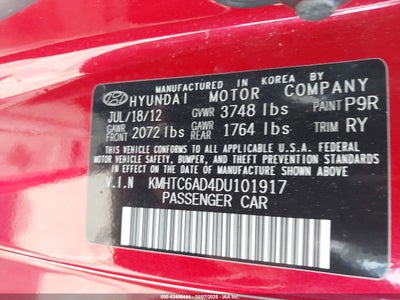 MANUFACTURED IN KOREA BY
HYUNDAI MOTOR COMPANY
JUL/18/12 GVWR 3748 lbs PAINT P9R
GAWR FRONT 2072 lbs GAWR REAR 1764 lbs TRIM RY
THIS VEHICLE CONFORMS TO ALL APPLICABLE U.S.A. FEDERAL MOTOR
VEHICLE SAFETY, BUMPER, AND THEFT PREVENTION STANDARDS
IN EFFECT ON THE DATE OF MANUFACTURE SHOWN ABOVE.
V.I.N KMHTC6AD4DU101917
PASSENGER CAR